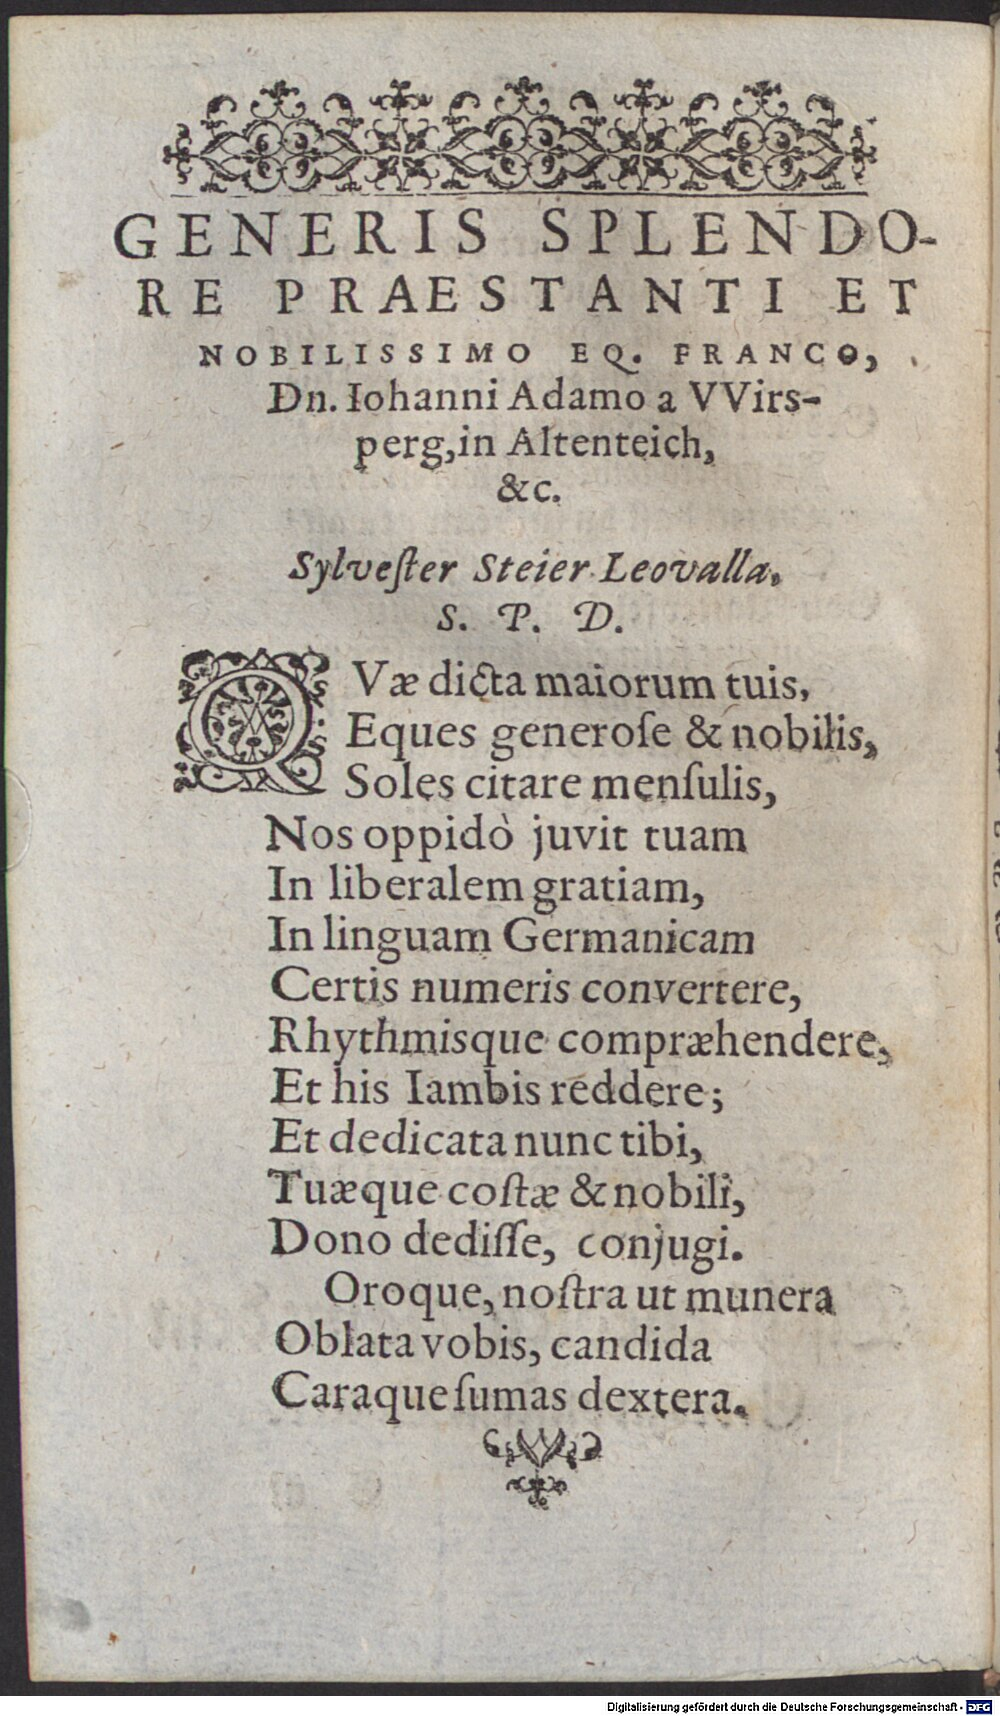 GENERIS SPLENDO-
RE PRAESTANTI ET
NOBILISSIMO EQ. FRANCO,
Dn. Iohanni Adamo a VVirs-
perg, in Altenteich,
&c.
Sylveſter Steier Leovalla.
S. P. D.
QVæ dicta maiorum tuis,
Eques generoſe & nobilis,
Soles citare menſulis,
Nos oppidò juvit tuam
In liberalem gratiam,
In linguam Germanicam
Certis numeris convertere,
Rhythmisque compræhendere,
Et his Iambis reddere;
Et dedicata nunc tibi,
Tuæque coſtæ & nobili,
Dono dediſſe, conjugi.
Oroque, noſtra ut munera
Oblata vobis, candida
Caraque ſumas dextera.
Digitalisierung gefördert durch die Deutsche Forschungsgemeinschaft - DFG